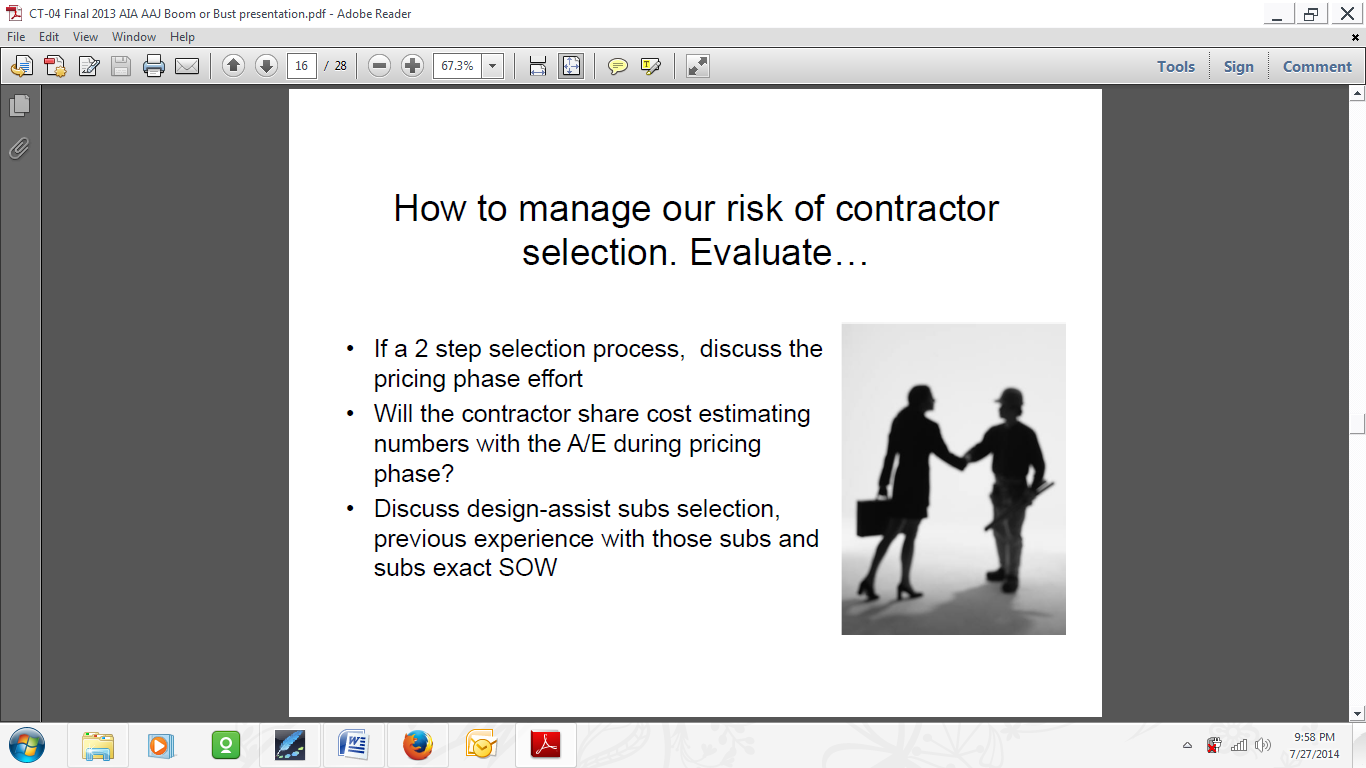 CT-04 Final 2013 AIA AAJ Boom or Bust presentation.pdf - Adobe Reader
File Edit View Window Help
16 / 28 67.3% Tools Sign Comment
How to manage our risk of contractor
selection. Evaluate…
• If a 2 step selection process,  discuss the
pricing phase effort
• Will the contractor share cost estimating
numbers with the A/E during pricing
phase?
• Discuss design-assist subs selection,
previous experience with those subs and
subs exact SOW
9:58 PM
7/27/2014